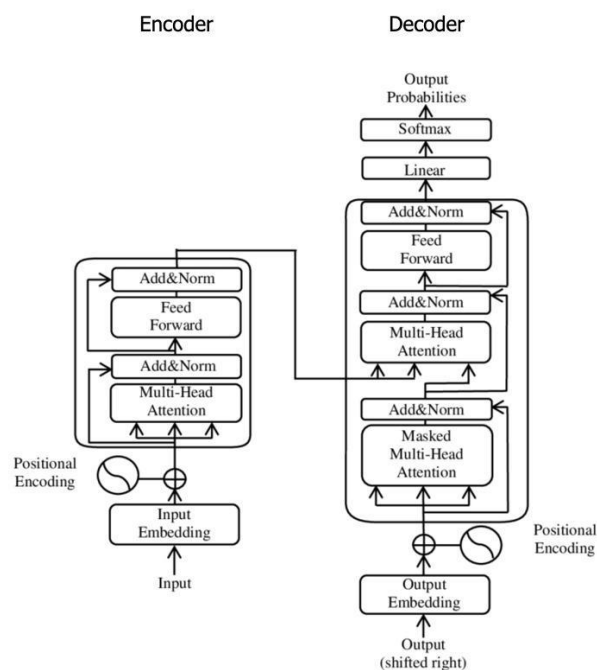 Encoder
Decoder
Output
Probabilities
Softmax
Linear
Add&Norm
Feed
Forward
Add&Norm
Multi-Head
Attention
Add&Norm
Masked
Multi-Head
Attention
Positional
Encoding
Output
Embedding
Output
(shifted right)
Add&Norm
Feed
Forward
Add&Norm
Multi-Head
Attention
Positional
Encoding
Input
Embedding
Input